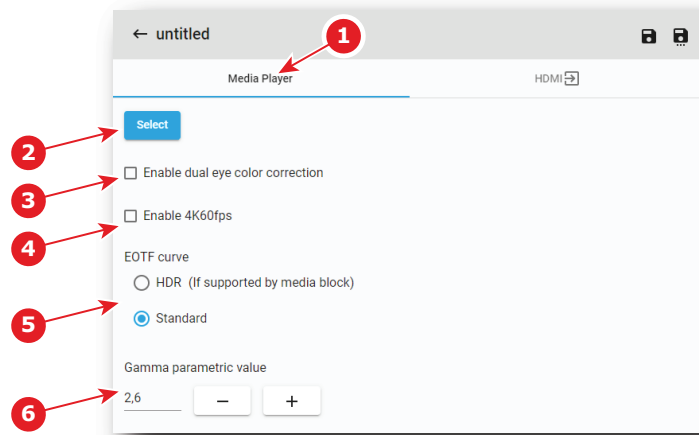 ← untitled
1
Media Player
HDMI
2
Select
3
Enable dual eye color correction
4
Enable 4K60fps
EOTF curve
HDR (If supported by media block)
5
Standard
Gamma parametric value
6
2,6
−
+